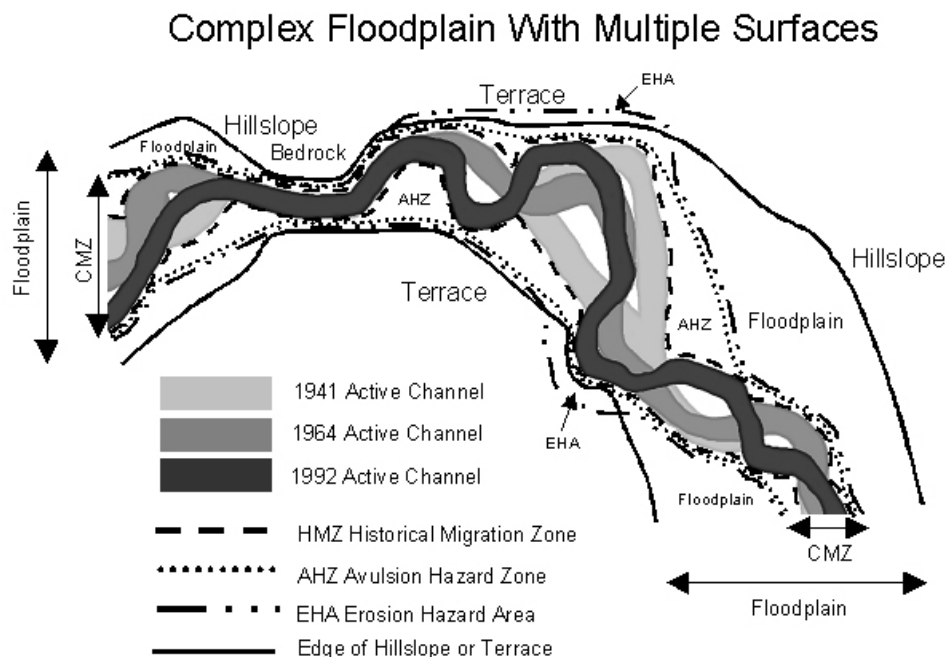 Complex Floodplain With Multiple Surfaces
EHA
Terrace
Hillslope
Floodplain
Bedrock
AHZ
Floodplain
CMZ
Hillslope
Terrace
AHZ
Floodplain
1941 Active Channel
1964 Active Channel
EHA
1992 Active Channel
Floodplain
HMZ Historical Migration Zone
CMZ
AHZ Avulsion Hazard Zone
Floodplain
EHA Erosion Hazard Area
Edge of Hillslope or Terrace